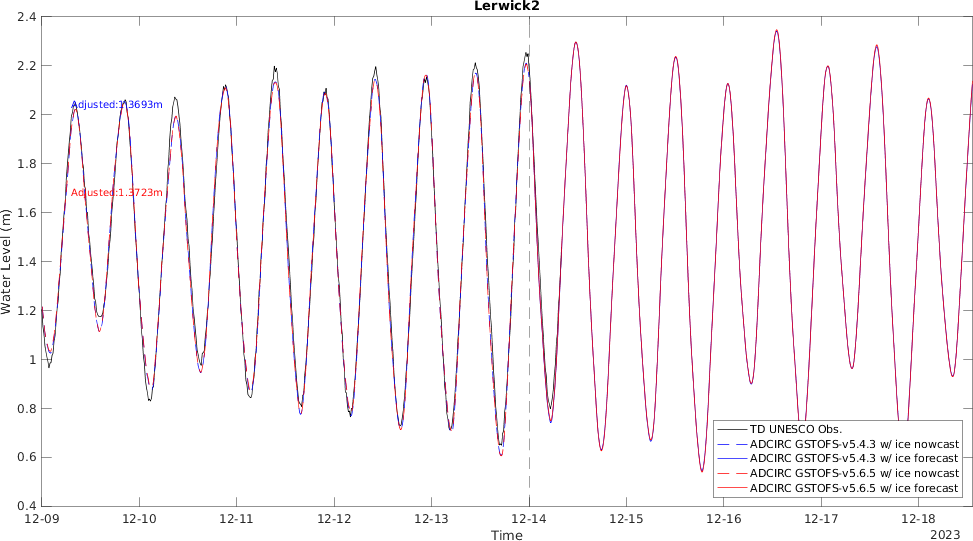 Lerwick2
2.4
2.2
2
1.8
1.6
1.4
1.2
1
0.8
0.6
0.4
Water Level (m)
Adjusted:1.3693m
Adjusted:1.3723m
TD UNESCO Obs.
ADCIRC GSTOFS-v5.4.3 w/ ice nowcast
ADCIRC GSTOFS-v5.4.3 w/ ice forecast
ADCIRC GSTOFS-v5.6.5 w/ ice nowcast
ADCIRC GSTOFS-v5.6.5 w/ ice forecast
12-09 12-10 12-11 12-12 12-13 12-14 12-15 12-16 12-17 12-18
Time
2023